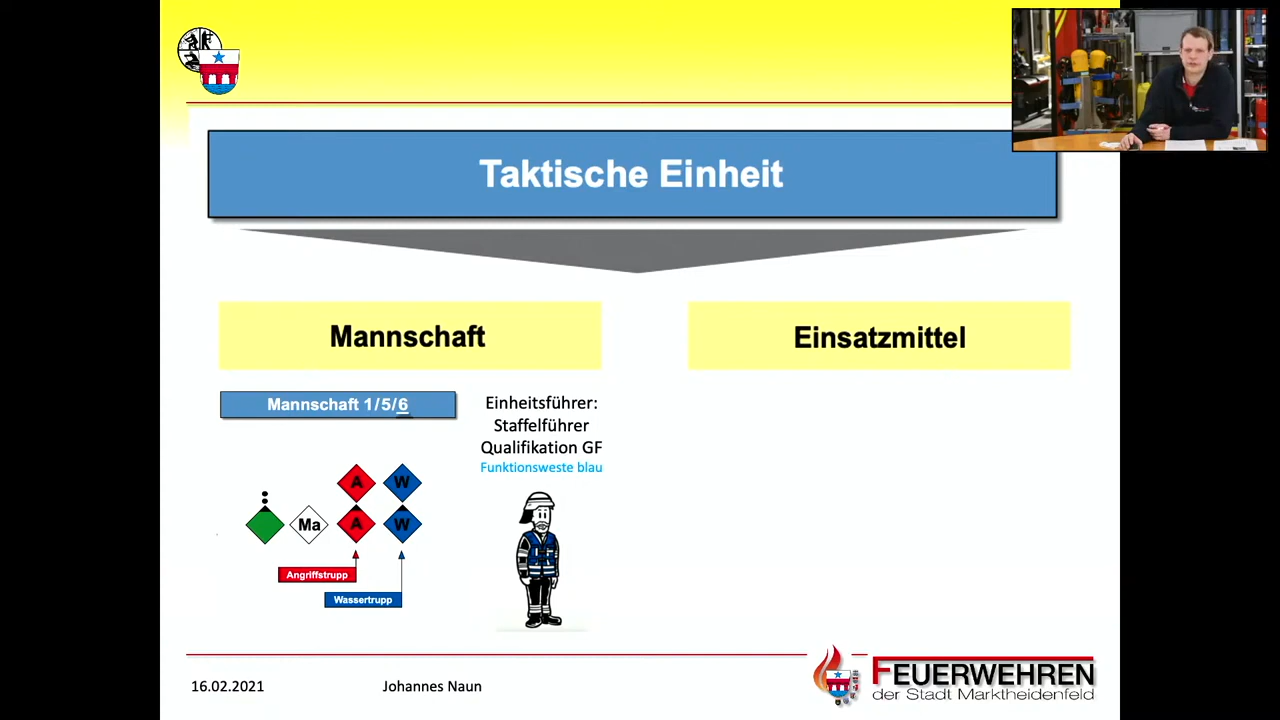 Taktische Einheit
Mannschaft
Einsatzmittel
Mannschaft 1/5/6
Einheitsführer:
Staffelführer
Qualifikation GF
Funktionsweste blau
A
W
Ma
A
W
Angriffstrupp
Wassertrupp
16.02.2021
Johannes Naun
FEUERWEHREN
der Stadt Marktheidenfeld